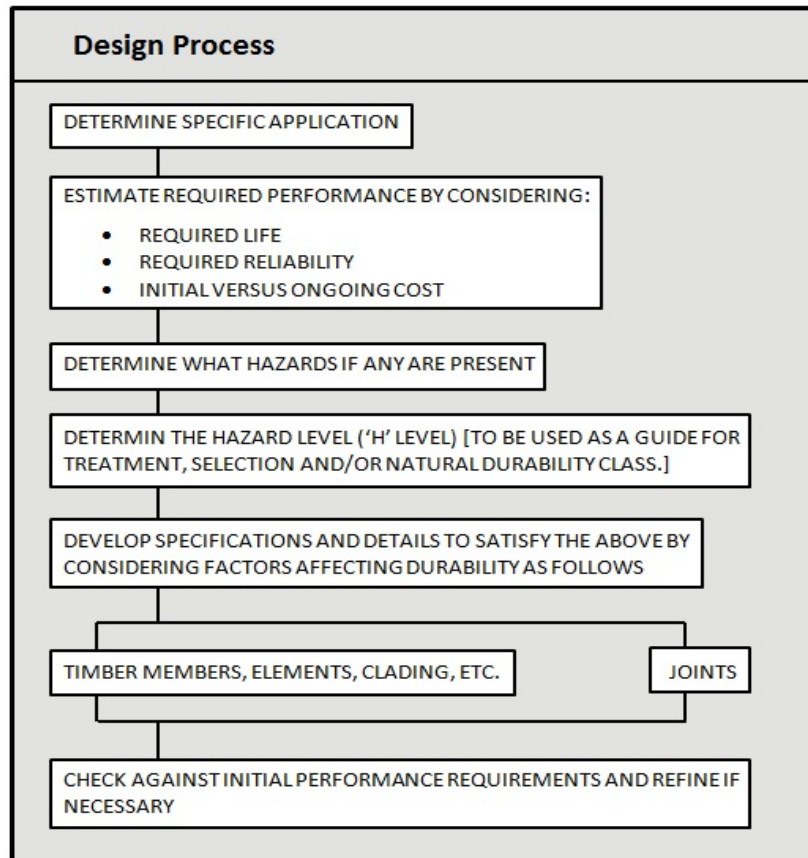 Design Process
DETERMINE SPECIFIC APPLICATION
ESTIMATE REQUIRED PERFORMANCE BY CONSIDERING:
• REQUIRED LIFE
• REQUIRED RELIABILITY
• INITIAL VERSUS ONGOING COST
DETERMINE WHAT HAZARDS IF ANY ARE PRESENT
DETERMIN THE HAZARD LEVEL ('H' LEVEL) [TO BE USED AS A GUIDE FOR
TREATMENT, SELECTION AND/OR NATURAL DURABILITY CLASS.]
DEVELOP SPECIFICATIONS AND DETAILS TO SATISFY THE ABOVE BY
CONSIDERING FACTORS AFFECTING DURABILITY AS FOLLOWS
TIMBER MEMBERS, ELEMENTS, CLADING, ETC.
JOINTS
CHECK AGAINST INITIAL PERFORMANCE REQUIREMENTS AND REFINE IF
NECESSARY